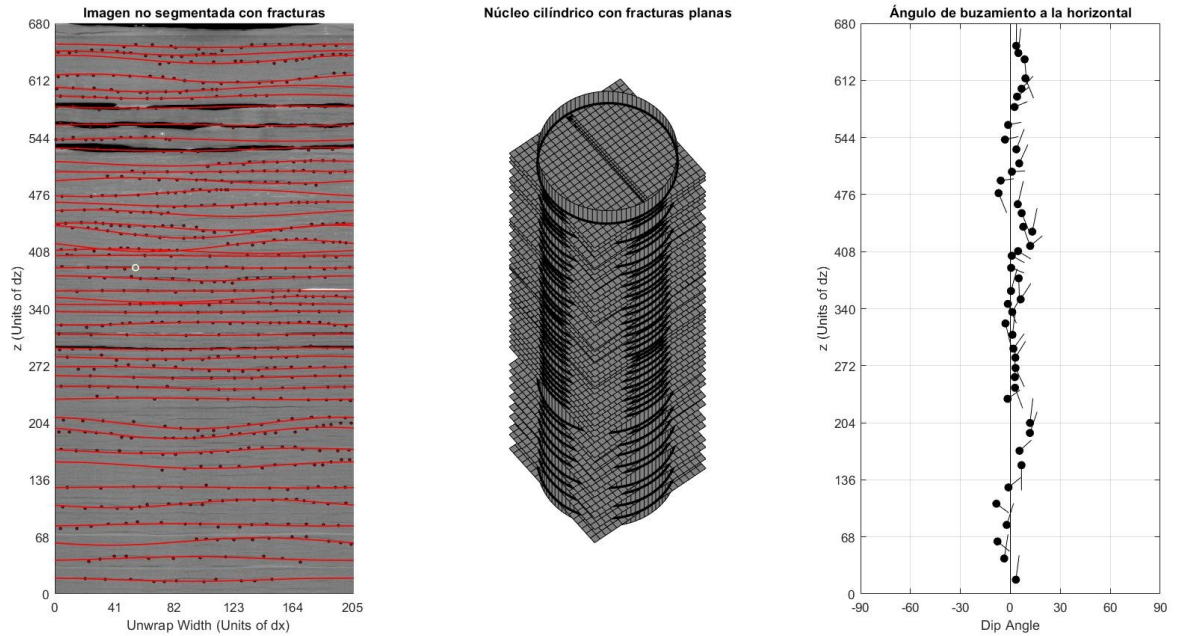 Imagen no segmentada con fracturas
Núcleo cilíndrico con fracturas planas
Ángulo de buzamiento a la horizontal
680
612
544
476
408
340
272
204
136
68
0
z (Units of dz)
0 41 82 123 164 205
Unwrap Width (Units of dx)
680
612
544
476
408
340
272
204
136
68
0
z (Units of dz)
-90 -60 -30 0 30 60 90
Dip Angle